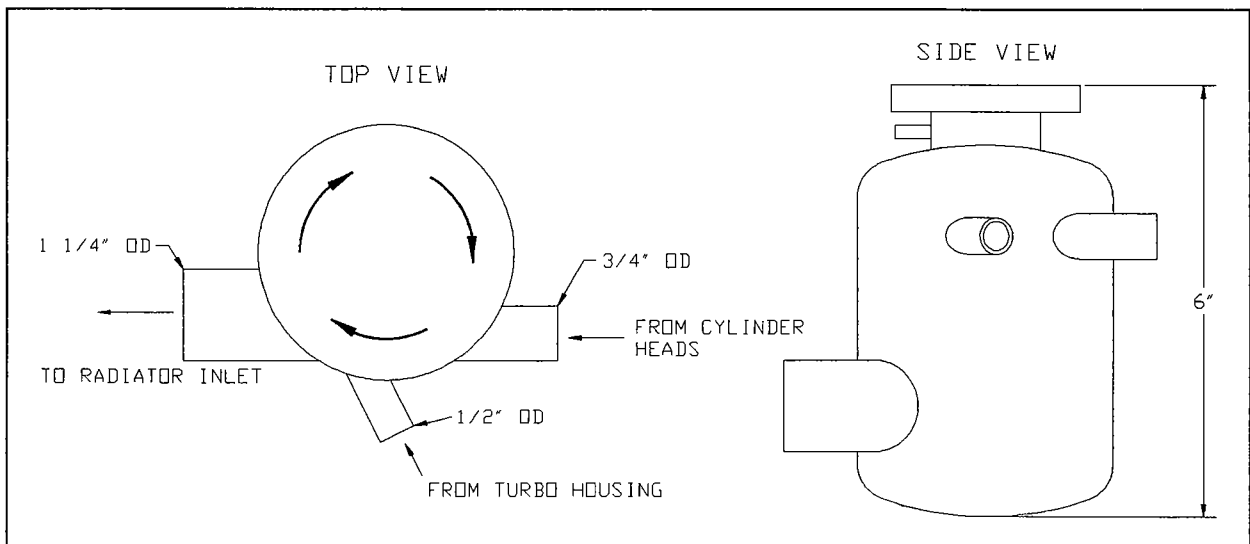 TOP VIEW
SIDE VIEW
1 1/4" OD
3/4" OD
FROM CYLINDER
HEADS
6"
TO RADIATOR INLET
1/2" OD
FROM TURBO HOUSING